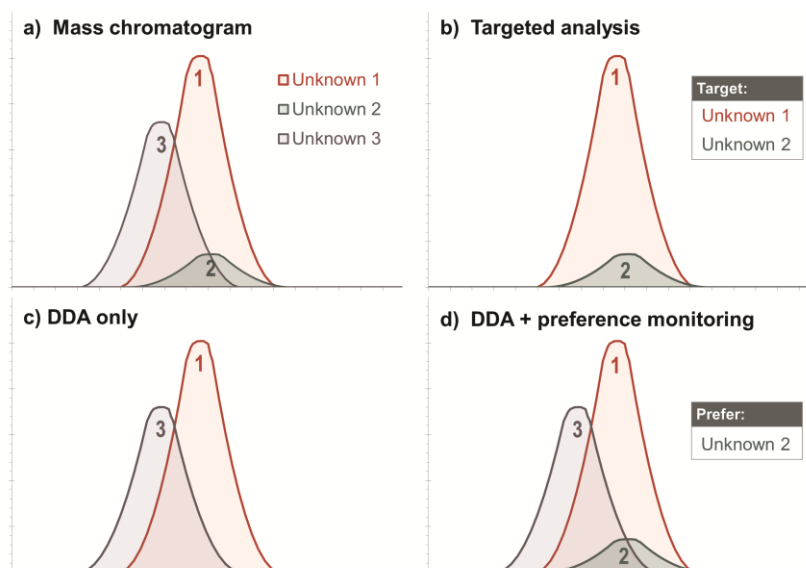 a) Mass chromatogram
1
3
2
Unknown 1
Unknown 2
Unknown 3
b) Targeted analysis
1
2
Target:
Unknown 1
Unknown 2
c) DDA only
1
3
d) DDA + preference monitoring
1
3
2
Prefer:
Unknown 2